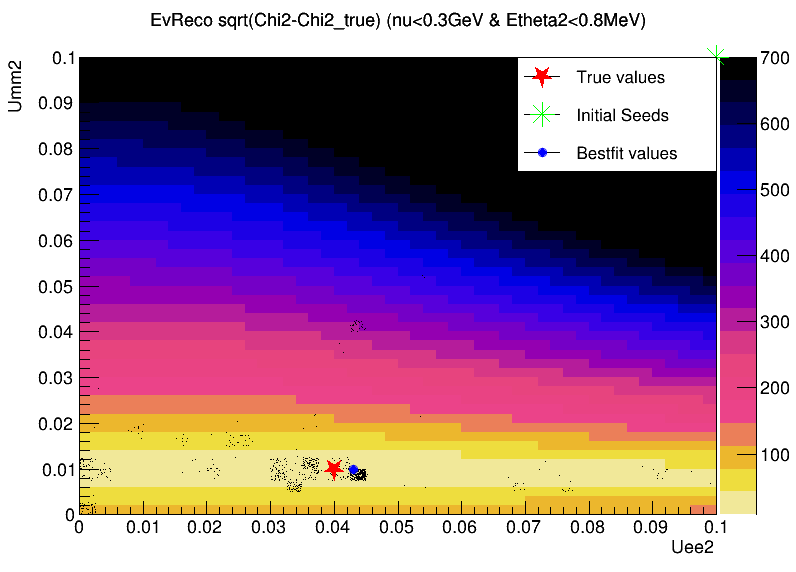 EvReco sqrt(Chi2-Chi2_true) (nu<0.3GeV & Etheta2<0.8MeV)
Umm2
0.1
0.09
0.08
0.07
0.06
0.05
0.04
0.03
0.02
0.01
0
True values
Initial Seeds
Bestfit values
700
600
500
400
300
200
100
0 0.01 0.02 0.03 0.04 0.05 0.06 0.07 0.08 0.09 0.1
Uee2